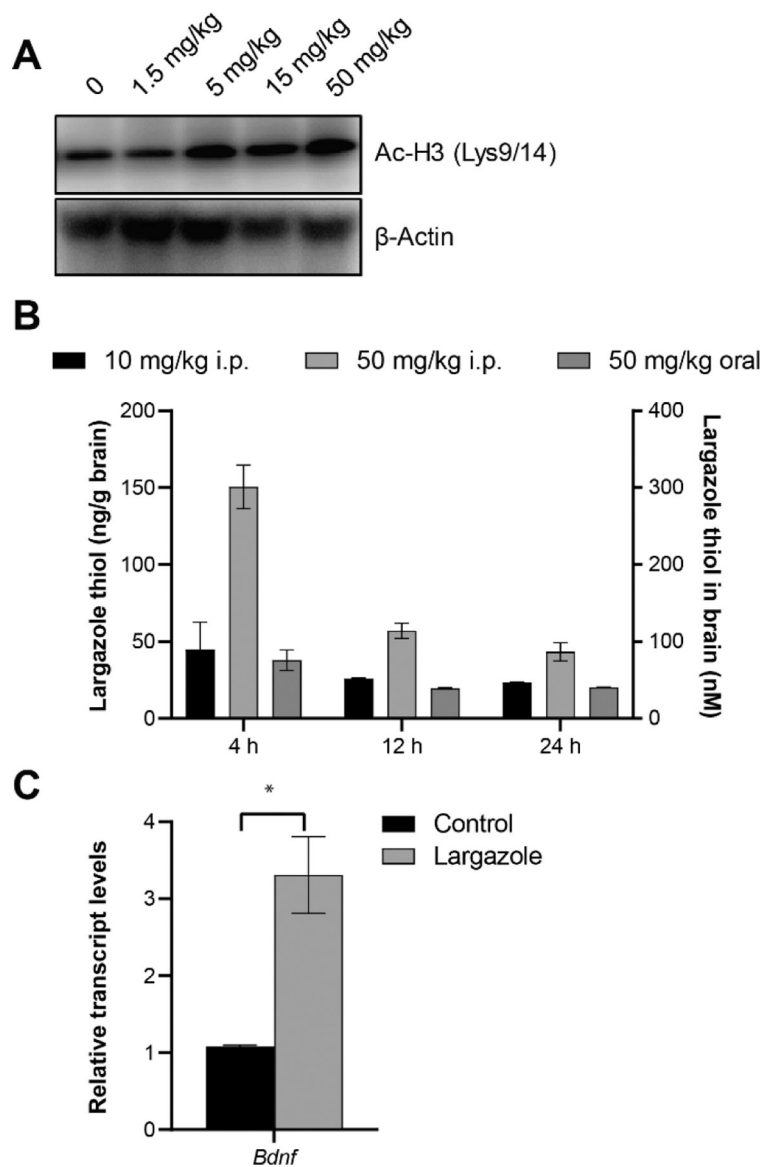 A
0 1.5 mg/kg 5 mg/kg 15 mg/kg 50 mg/kg
Ac-H3 (Lys9/14)
β-Actin
B
10 mg/kg i.p. 50 mg/kg i.p. 50 mg/kg oral
Largazole thiol (ng/g brain)
200
150
100
50
0
400
300
200
100
0
Largazole thiol in brain (nM)
4 h 12 h 24 h
C
Relative transcript levels
4
3
2
1
0
*
Control
Largazole
Bdnf